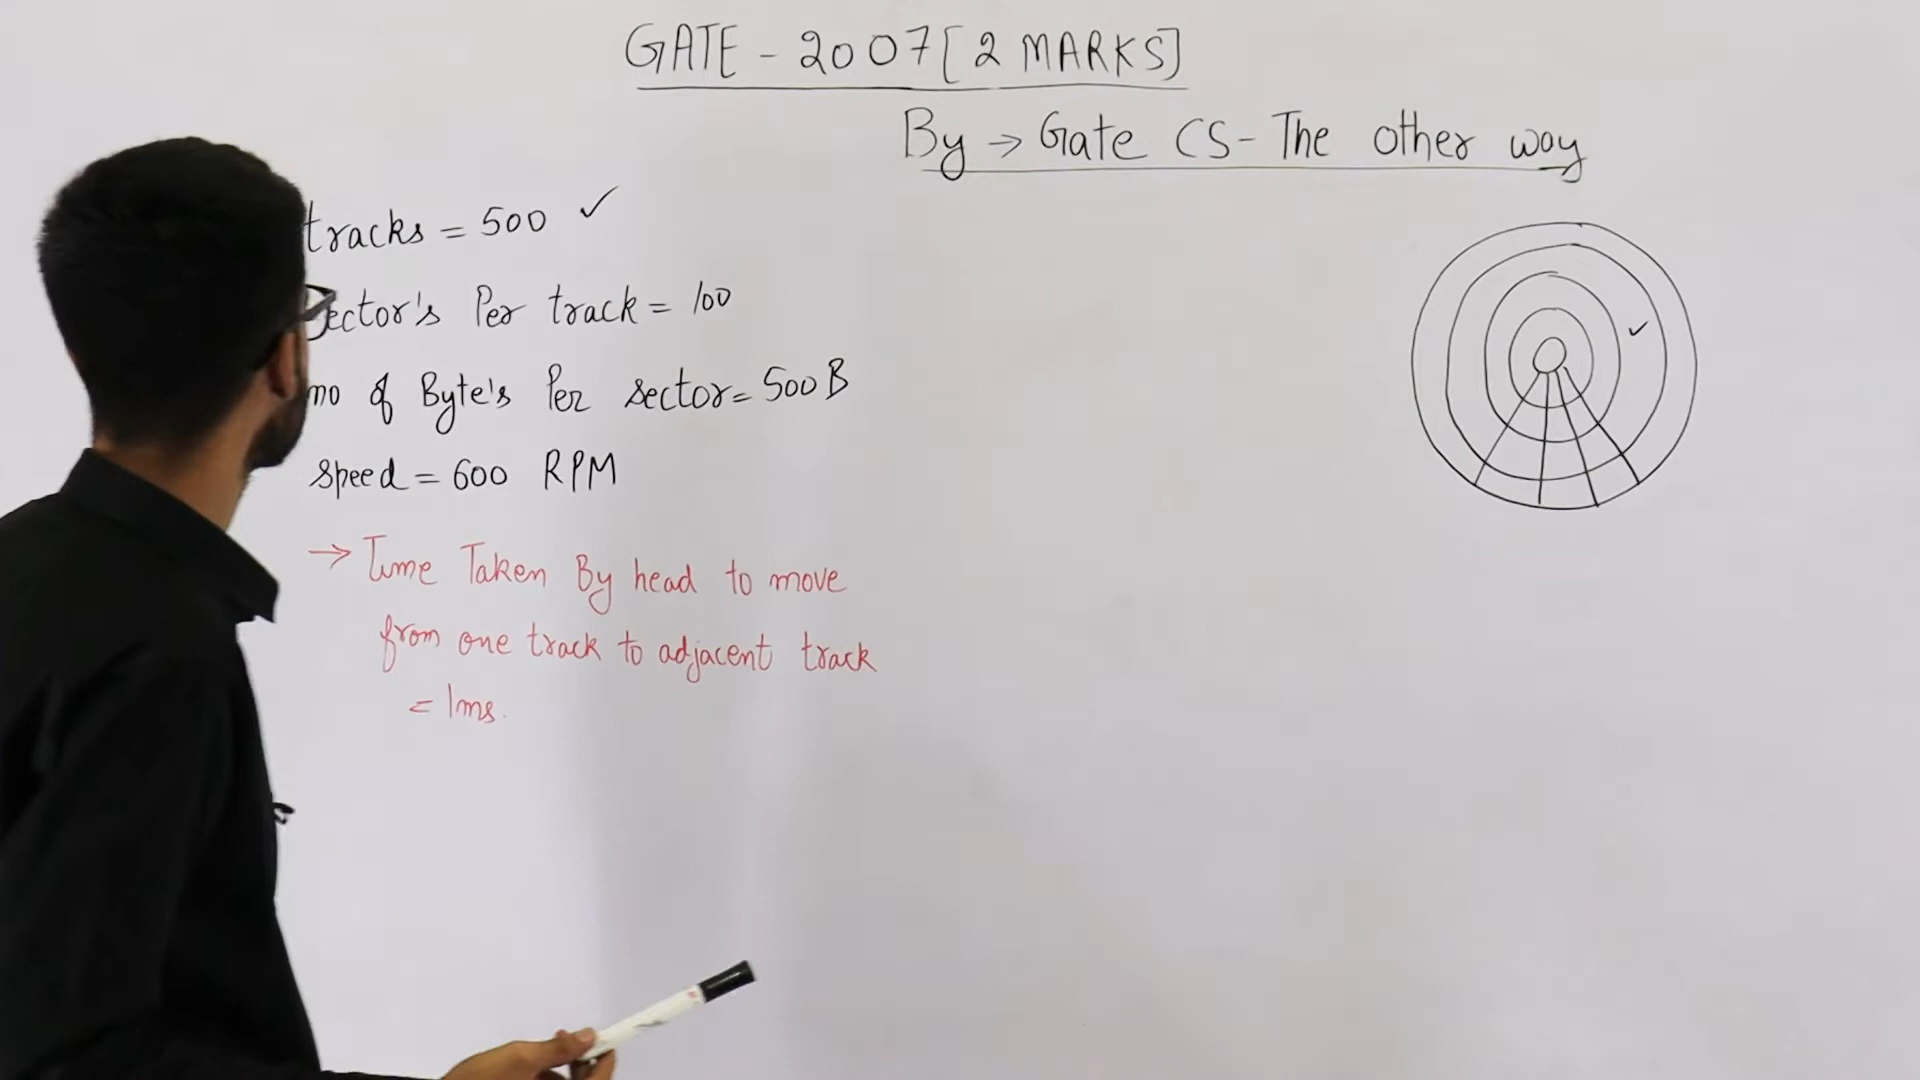 GATE - 2007 [2 MARKS]
By → Gate CS - The other way
tracks = 500 ✓
ector's Per track = 100
no of Byte's Per sector = 500 B
speed = 600 RPM
→ Time Taken By head to move
from one track to adjacent track
= 1ms.